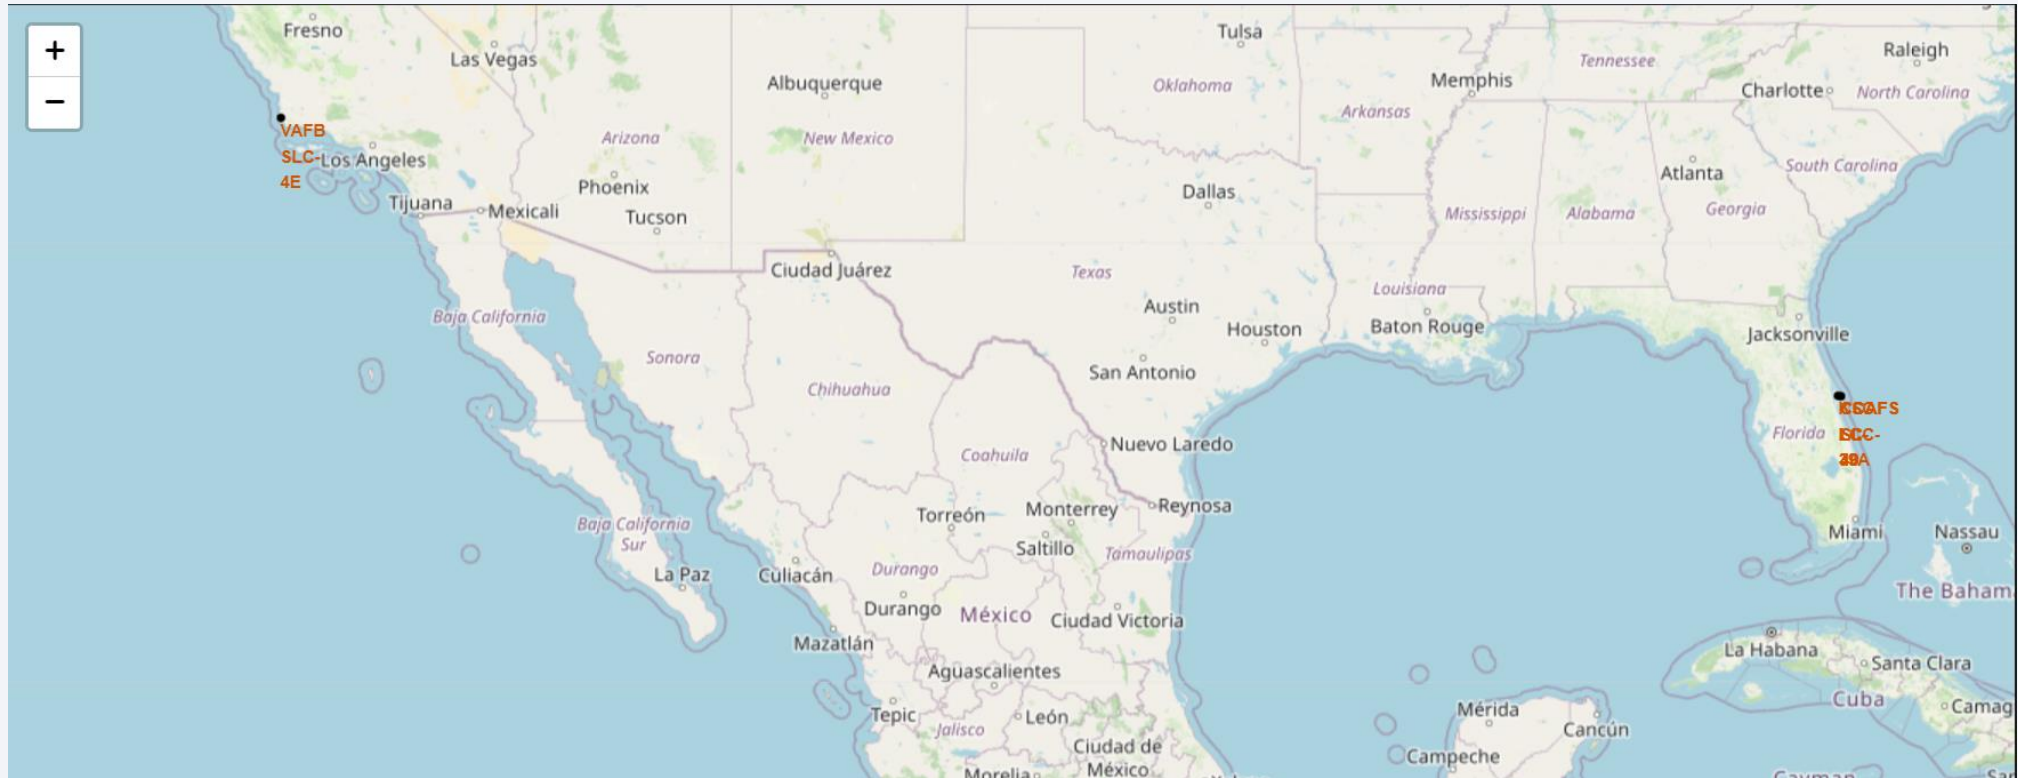 +
−
Fresno
Las Vegas
Albuquerque
Tulsa
Oklahoma
Memphis
Tennessee
Raleigh
Charlotte
North Carolina
Arkansas
VAFB
SLC-
4E
Los Angeles
Arizona
New Mexico
Atlanta
South Carolina
Phoenix
Dallas
Tijuana
Mexicali
Tucson
Mississippi
Alabama
Georgia
Ciudad Juárez
Texas
Louisiana
Baja California
Austin
Houston
Baton Rouge
Jacksonville
Sonora
San Antonio
Chihuahua
Florida
Nuevo Laredo
Coahuila
Torreón
Monterrey
Reynosa
Baja California
Sur
Saltillo
Tamaulipas
Miami
Nassau
La Paz
Culiacán
Durango
Durango
México
Ciudad Victoria
The Baham
Mazatlán
La Habana
Santa Clara
Aguascalientes
Cuba
Camag
Tepic
León
Jalisco
Mérida
Cancún
Ciudad de
México
Campeche
Morelia
Cayman